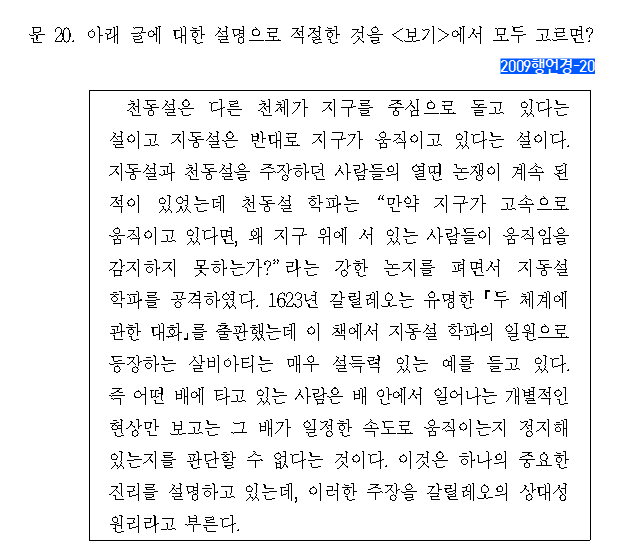 문 20. 아래 글에 대한 설명으로 적절한 것을 <보기>에서 모두 고르면?
2009행언경-20
천동설은 다른 천체가 지구를 중심으로 돌고 있다는
설이고 지동설은 반대로 지구가 움직이고 있다는 설이다.
지동설과 천동설을 주장하던 사람들의 열띤 논쟁이 계속 된
적이 있었는데 천동설 학파는 “만약 지구가 고속으로
움직이고 있다면, 왜 지구 위에 서 있는 사람들이 움직임을
감지하지 못하는가?”라는 강한 논지를 펴면서 지동설
학파를 공격하였다. 1623년 갈릴레오는 유명한 『두 체계에
관한 대화』를 출판했는데 이 책에서 지동설 학파의 일원으로
등장하는 살비아티는 매우 설득력 있는 예를 들고 있다.
즉 어떤 배에 타고 있는 사람은 배 안에서 일어나는 개별적인
현상만 보고는 그 배가 일정한 속도로 움직이는지 정지해
있는지를 판단할 수 없다는 것이다. 이것은 하나의 중요한
진리를 설명하고 있는데, 이러한 주장을 갈릴레오의 상대성
원리라고 부른다.